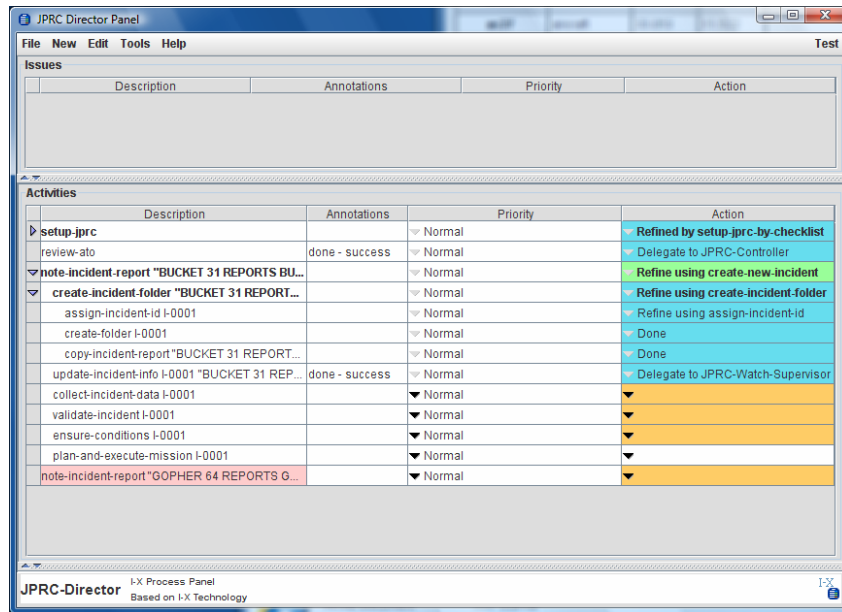 JPRC Director Panel
File New Edit Tools Help Test
Issues
Description Annotations Priority Action
Activities
Description Annotations Priority Action
setup-jprc Normal Refined by setup-jprc-by-checklist
review-ato done - success Normal Delegate to JPRC-Controller
note-incident-report "BUCKET 31 REPORTS BU... Normal Refine using create-new-incident
create-incident-folder "BUCKET 31 REPORT... Normal Refine using create-incident-folder
assign-incident-id I-0001 Normal Refine using assign-incident-id
create-folder I-0001 Normal Done
copy-incident-report "BUCKET 31 REPORT... Normal Done
update-incident-info I-0001 "BUCKET 31 REP... done - success Normal Delegate to JPRC-Watch-Supervisor
collect-incident-data I-0001 Normal
validate-incident I-0001 Normal
ensure-conditions I-0001 Normal
plan-and-execute-mission I-0001 Normal
note-incident-report "GOPHER 64 REPORTS G... Normal
JPRC-Director I-X Process Panel I-X
Based on I-X Technology